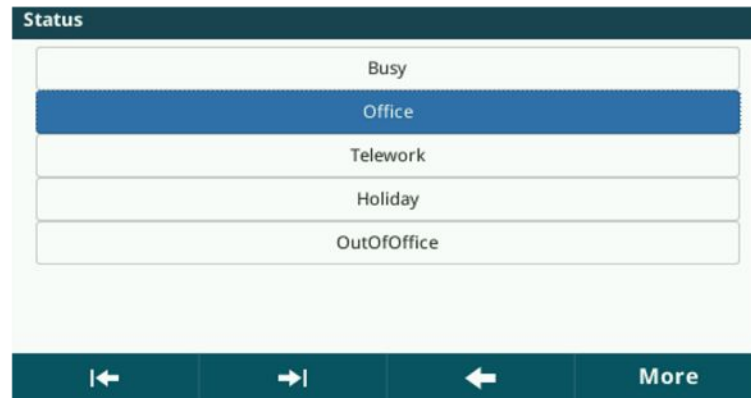 Status
Busy
Office
Telework
Holiday
OutOfOffice
More